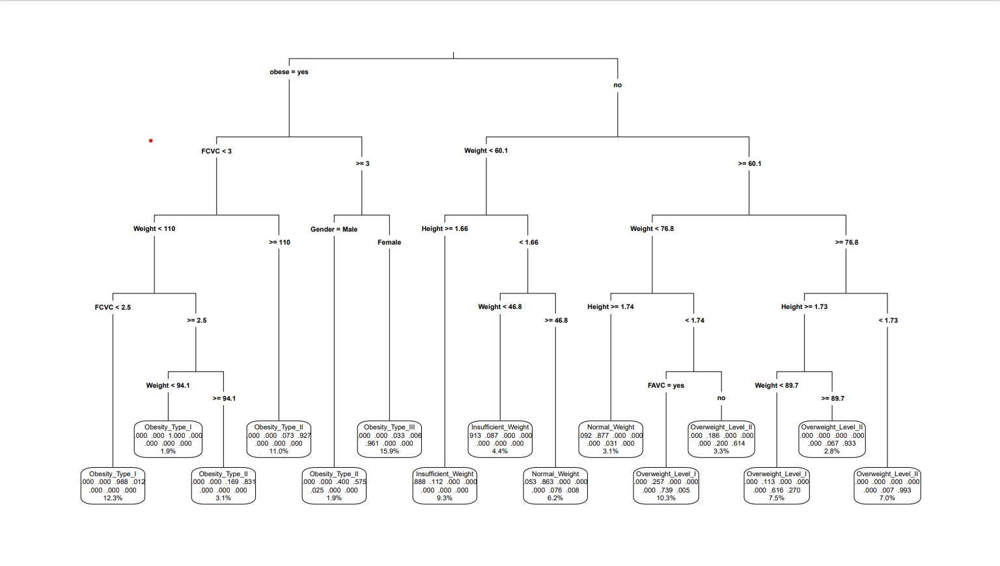 obese = yes
no
FCVC < 3
>= 3
Weight < 60.1
>= 60.1
Weight < 110
>= 110
Gender = Male
Female
Height >= 1.66
< 1.66
Weight < 76.8
>= 76.8
FCVC < 2.5
>= 2.5
Weight < 46.8
>= 46.8
Height >= 1.74
< 1.74
Height >= 1.73
< 1.73
Weight < 94.1
>= 94.1
FAVC = yes
no
Weight < 89.7
>= 89.7
Obesity_Type_I
.000 .000 1.000 .000
.000 .000 .000
1.9%
Obesity_Type_II
.000 .000 .073 .927
.000 .000 .000
11.0%
Obesity_Type_III
.000 .000 .033 .006
.961 .000 .000
15.9%
Insufficient_Weight
.913 .087 .000 .000
.000 .000 .000
4.4%
Normal_Weight
.092 .877 .000 .000
.000 .031 .000
3.1%
Overweight_Level_II
.000 .186 .000 .000
.000 .200 .614
3.3%
Overweight_Level_II
.000 .000 .000 .000
.000 .067 .933
2.8%
Obesity_Type_I
.000 .000 .988 .012
.000 .000 .000
12.3%
Obesity_Type_II
.000 .000 .169 .831
.000 .000 .000
3.1%
Obesity_Type_II
.000 .000 .400 .575
.025 .000 .000
1.9%
Insufficient_Weight
.888 .112 .000 .000
.000 .000 .000
9.3%
Normal_Weight
.053 .863 .000 .000
.000 .076 .008
6.2%
Overweight_Level_I
.000 .257 .000 .000
.000 .739 .005
10.3%
Overweight_Level_I
.000 .113 .000 .000
.000 .616 .270
7.5%
Overweight_Level_II
.000 .000 .000 .000
.000 .007 .993
7.0%